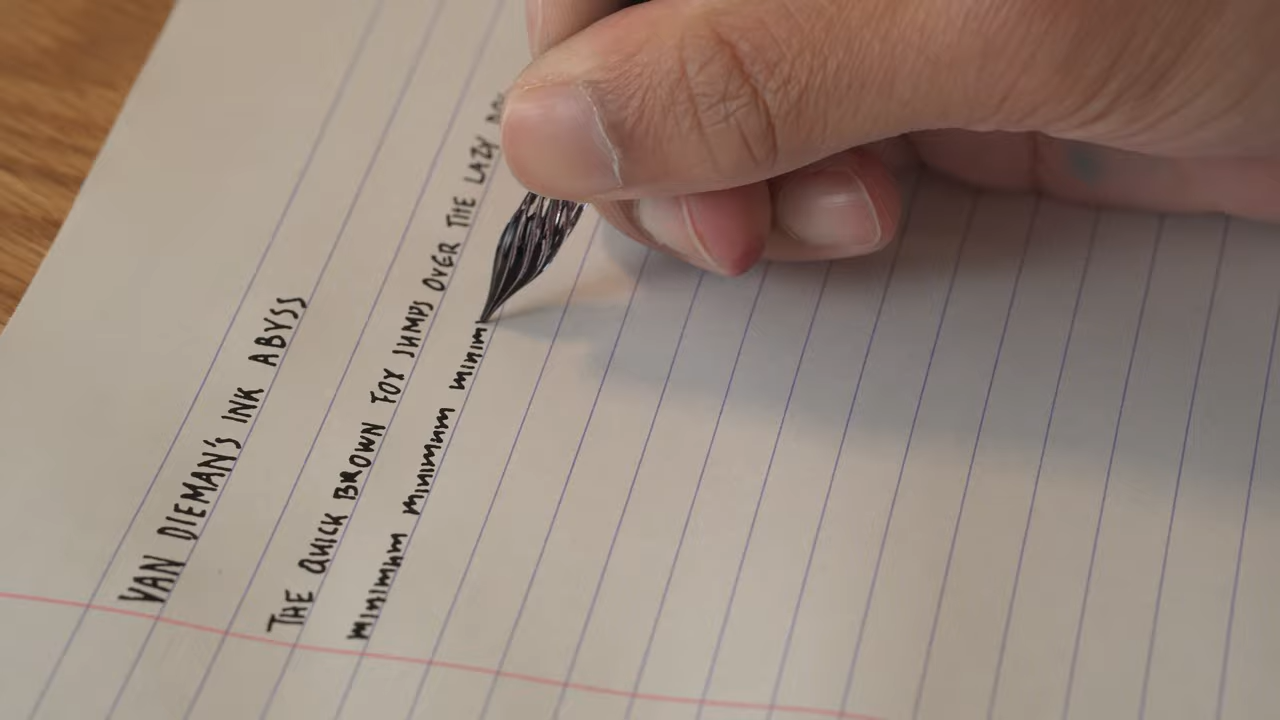 VAN DIEMAN'S INK ABYSS
THE QUICK BROWN FOX JUMPS OVER THE LAZY
minimum minimum minim